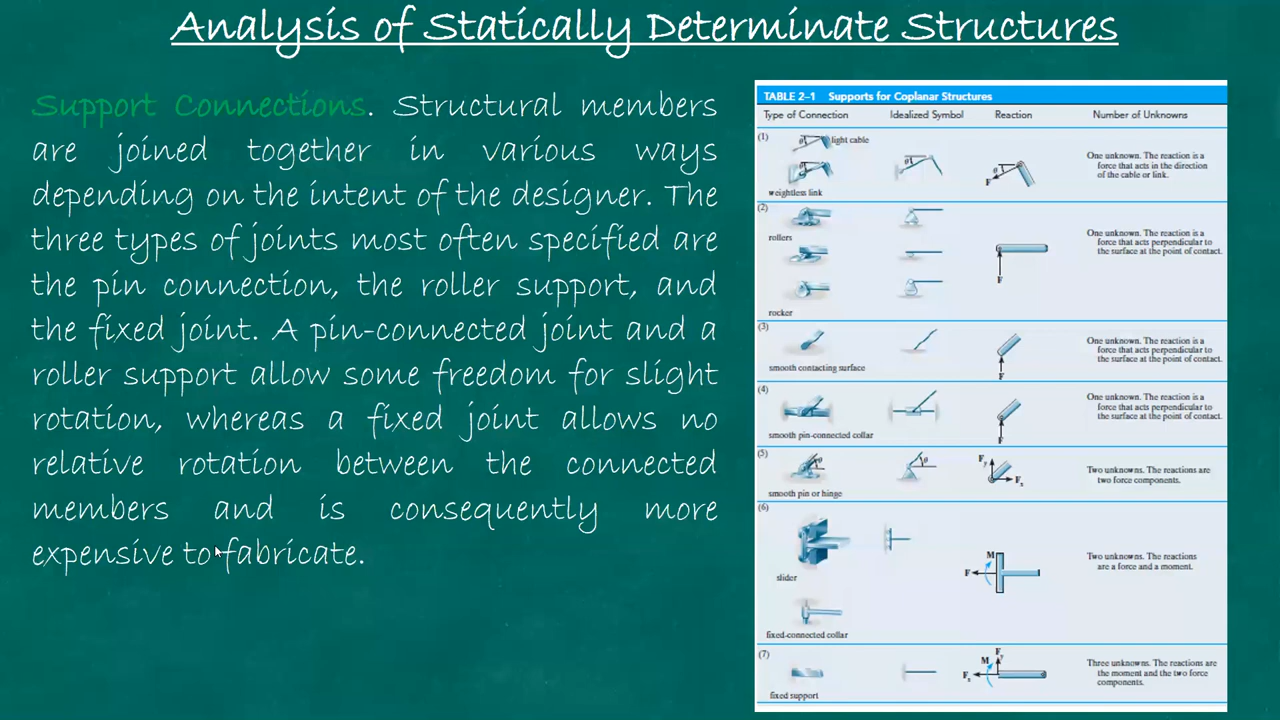 Analysis of Statically Determinate Structures
Support Connections. Structural members
are joined together in various ways
depending on the intent of the designer. The
three types of joints most often specified are
the pin connection, the roller support, and
the fixed joint. A pin-connected joint and a
roller support allow some freedom for slight
rotation, whereas a fixed joint allows no
relative rotation between the connected
members and is consequently more
expensive to fabricate.
TABLE 2–1 Supports for Coplanar Structures
Type of Connection Idealized Symbol Reaction Number of Unknowns
(1)
θ light cable
θ
weightless link
θ
θ
F
One unknown. The reaction is a
force that acts in the direction
of the cable or link.
(2)
rollers
rocker
F
One unknown. The reaction is a
force that acts perpendicular to
the surface at the point of contact.
(3)
smooth contacting surface
F
One unknown. The reaction is a
force that acts perpendicular to
the surface at the point of contact.
(4)
smooth pin-connected collar
F
One unknown. The reaction is a
force that acts perpendicular to
the surface at the point of contact.
(5)
θ
smooth pin or hinge
θ
Fy
Fx
Two unknowns. The reactions are
two force components.
(6)
slider
fixed-connected collar
M
F
Two unknowns. The reactions
are a force and a moment.
(7)
fixed support
Fy
M
Fx
Three unknowns. The reactions are
the moment and the two force
components.